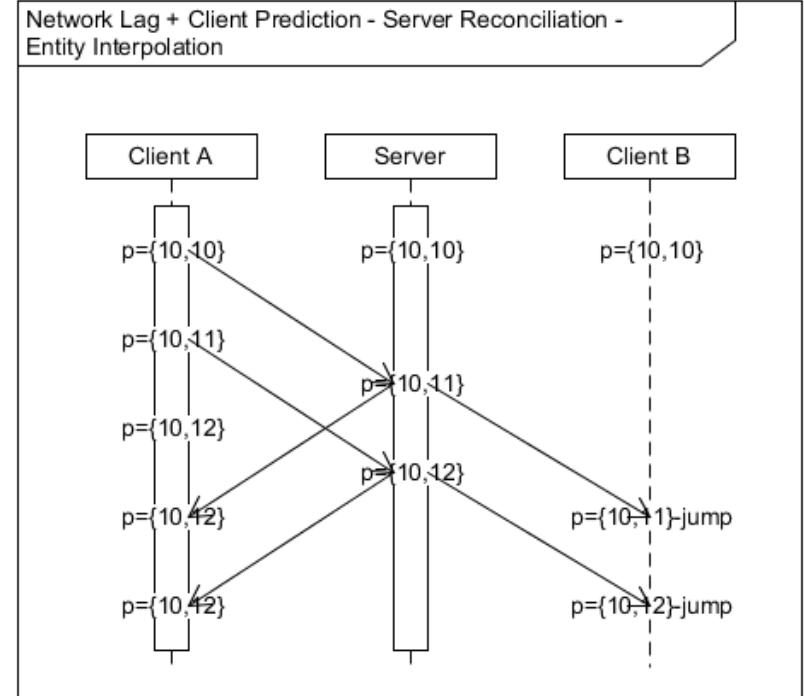 Network Lag + Client Prediction - Server Reconciliation -
Entity Interpolation
Client A
Server
Client B
p={10,10}
p={10,10}
p={10,10}
p={10,11}
p={10,11}
p={10,12}
p={10,12}
p={10,12}
p={10,11}-jump
p={10,12}
p={10,12}-jump